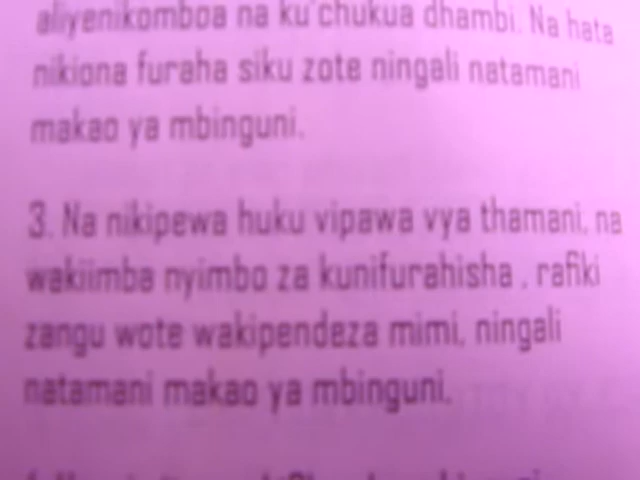 aliyenikomboa na ku chukua dhambi. Na hata
nikiona furaha siku zote ningali natamani
makao ya mbinguni.
3. Na nikipewa huku vipawa vya thamani, na
wakiimba nyimbo za kunifurahisha , rafiki
zangu wote wakipendeza mimi, ningali
natamani makao ya mbinguni.